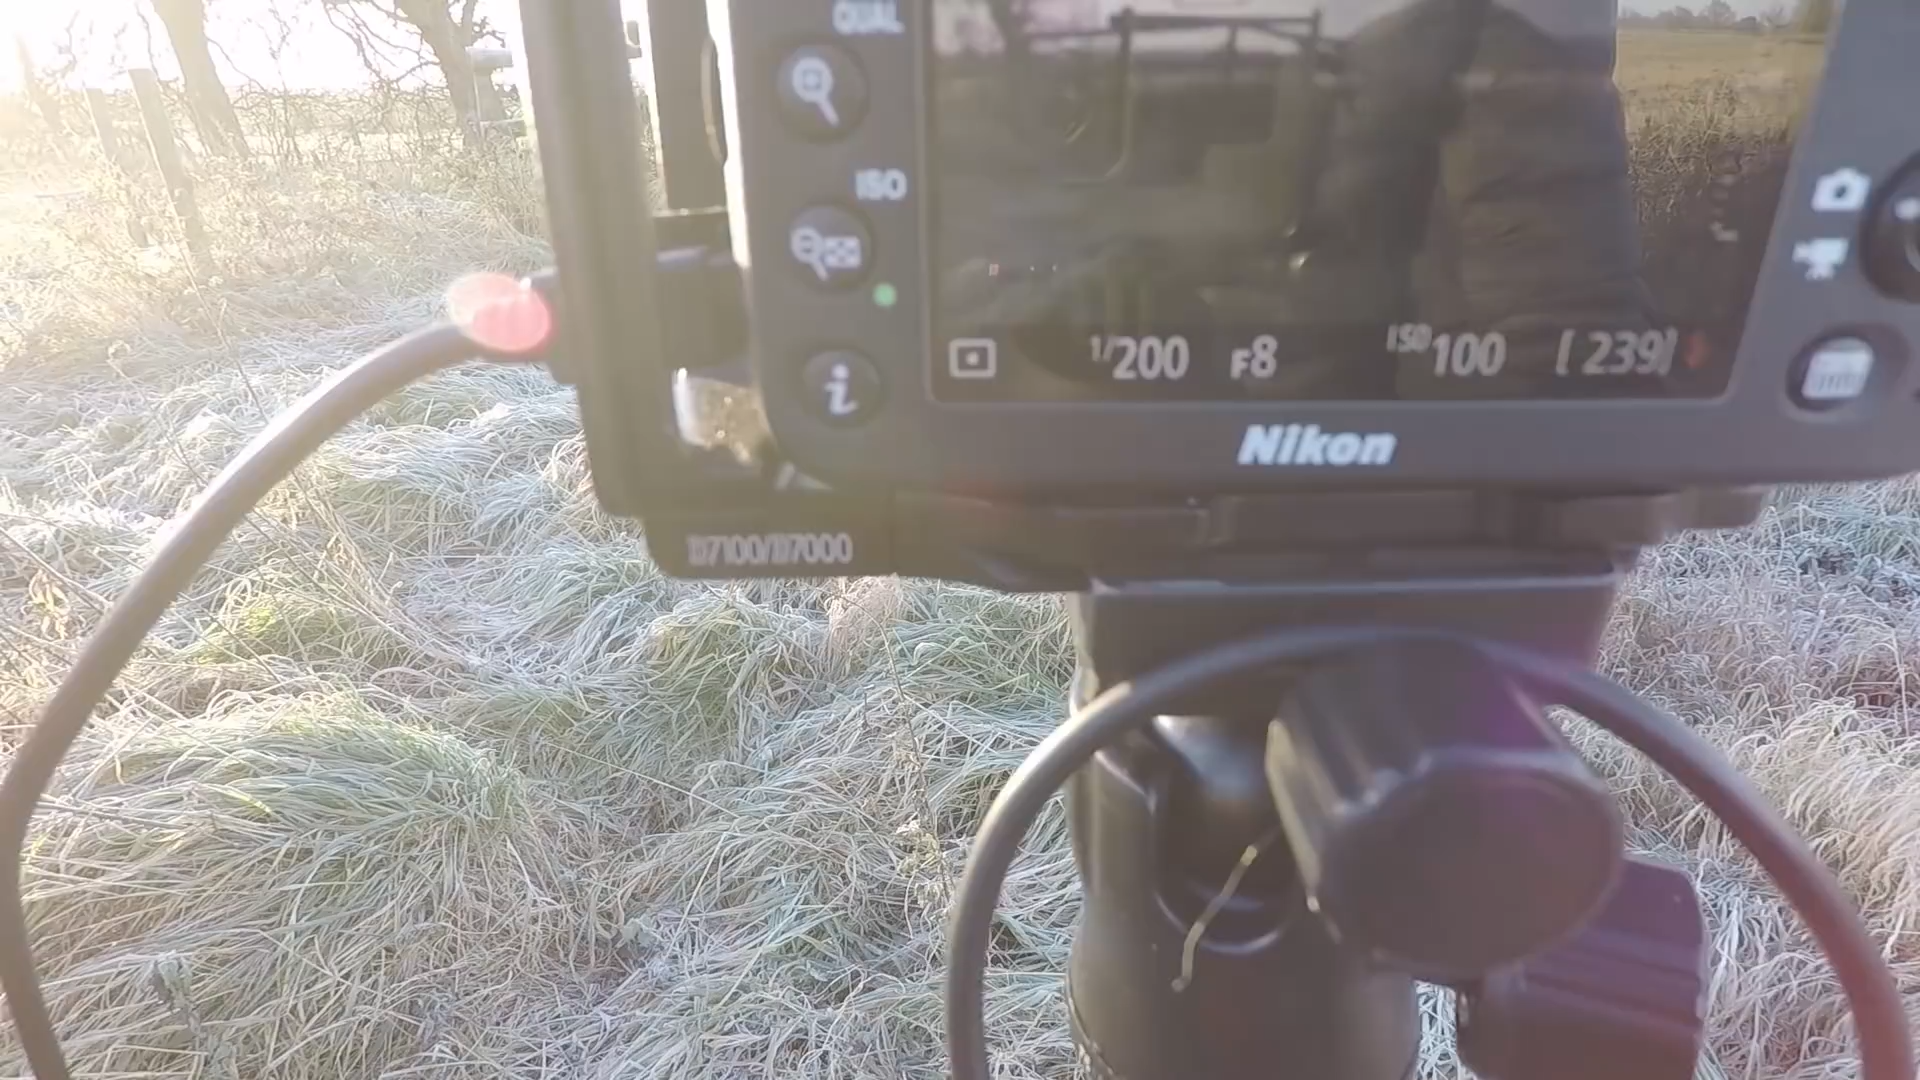 QUAL
ISO
i
1/200 F8 ISO 100 [ 239]
Nikon
D7100/D7000